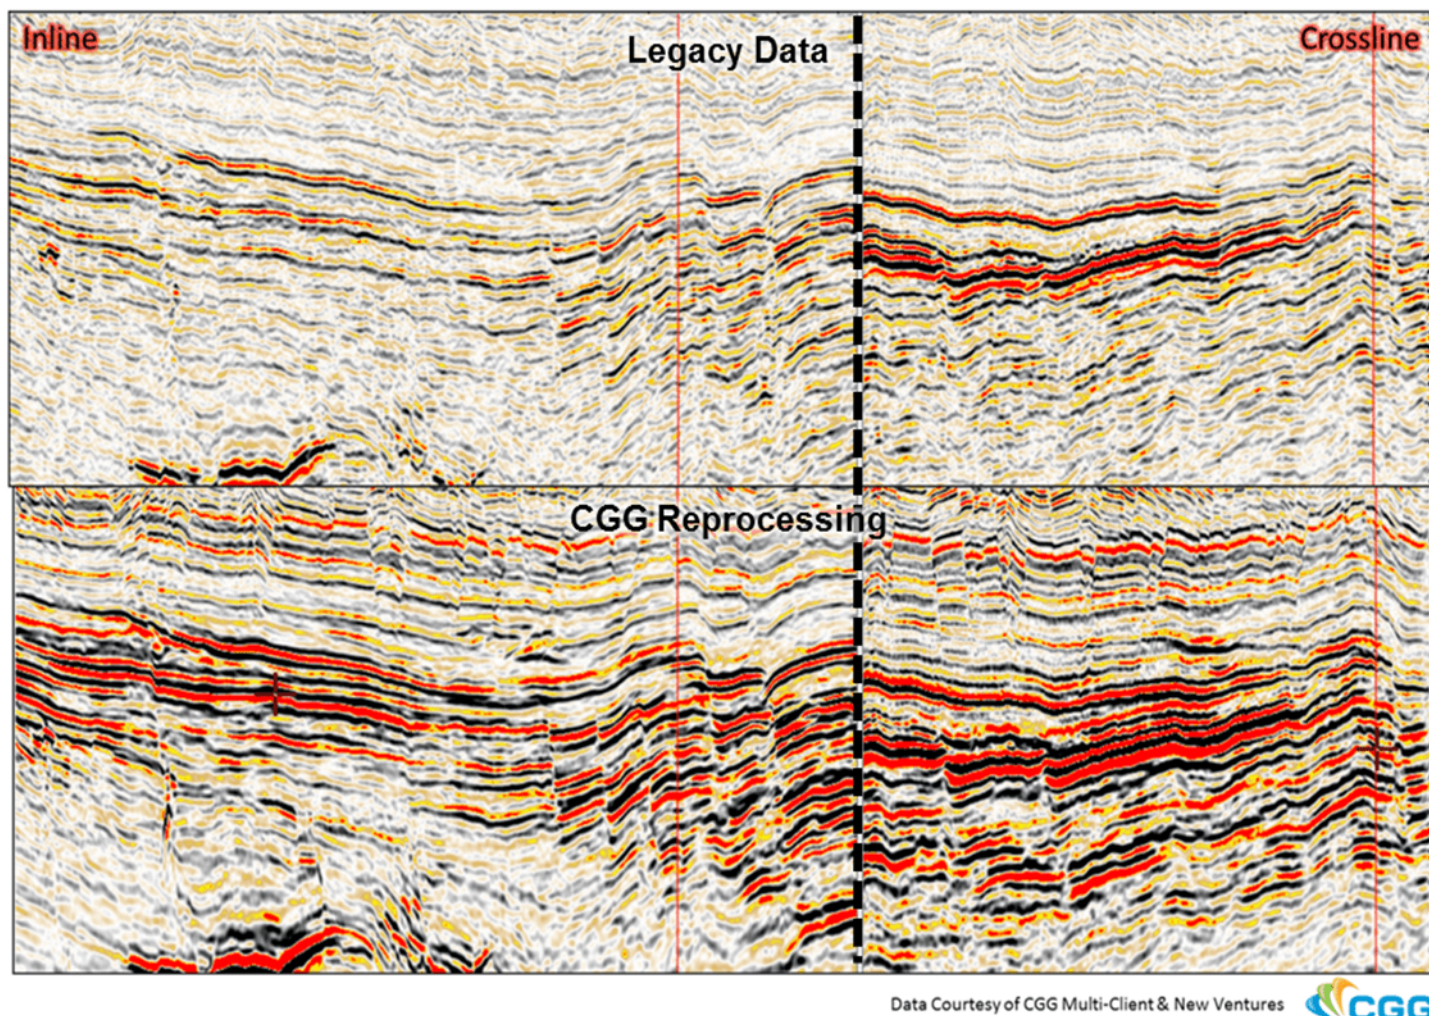 Inline
Legacy Data
Crossline
CGG Reprocessing
Data Courtesy of CGG Multi-Client & New Ventures
CGG